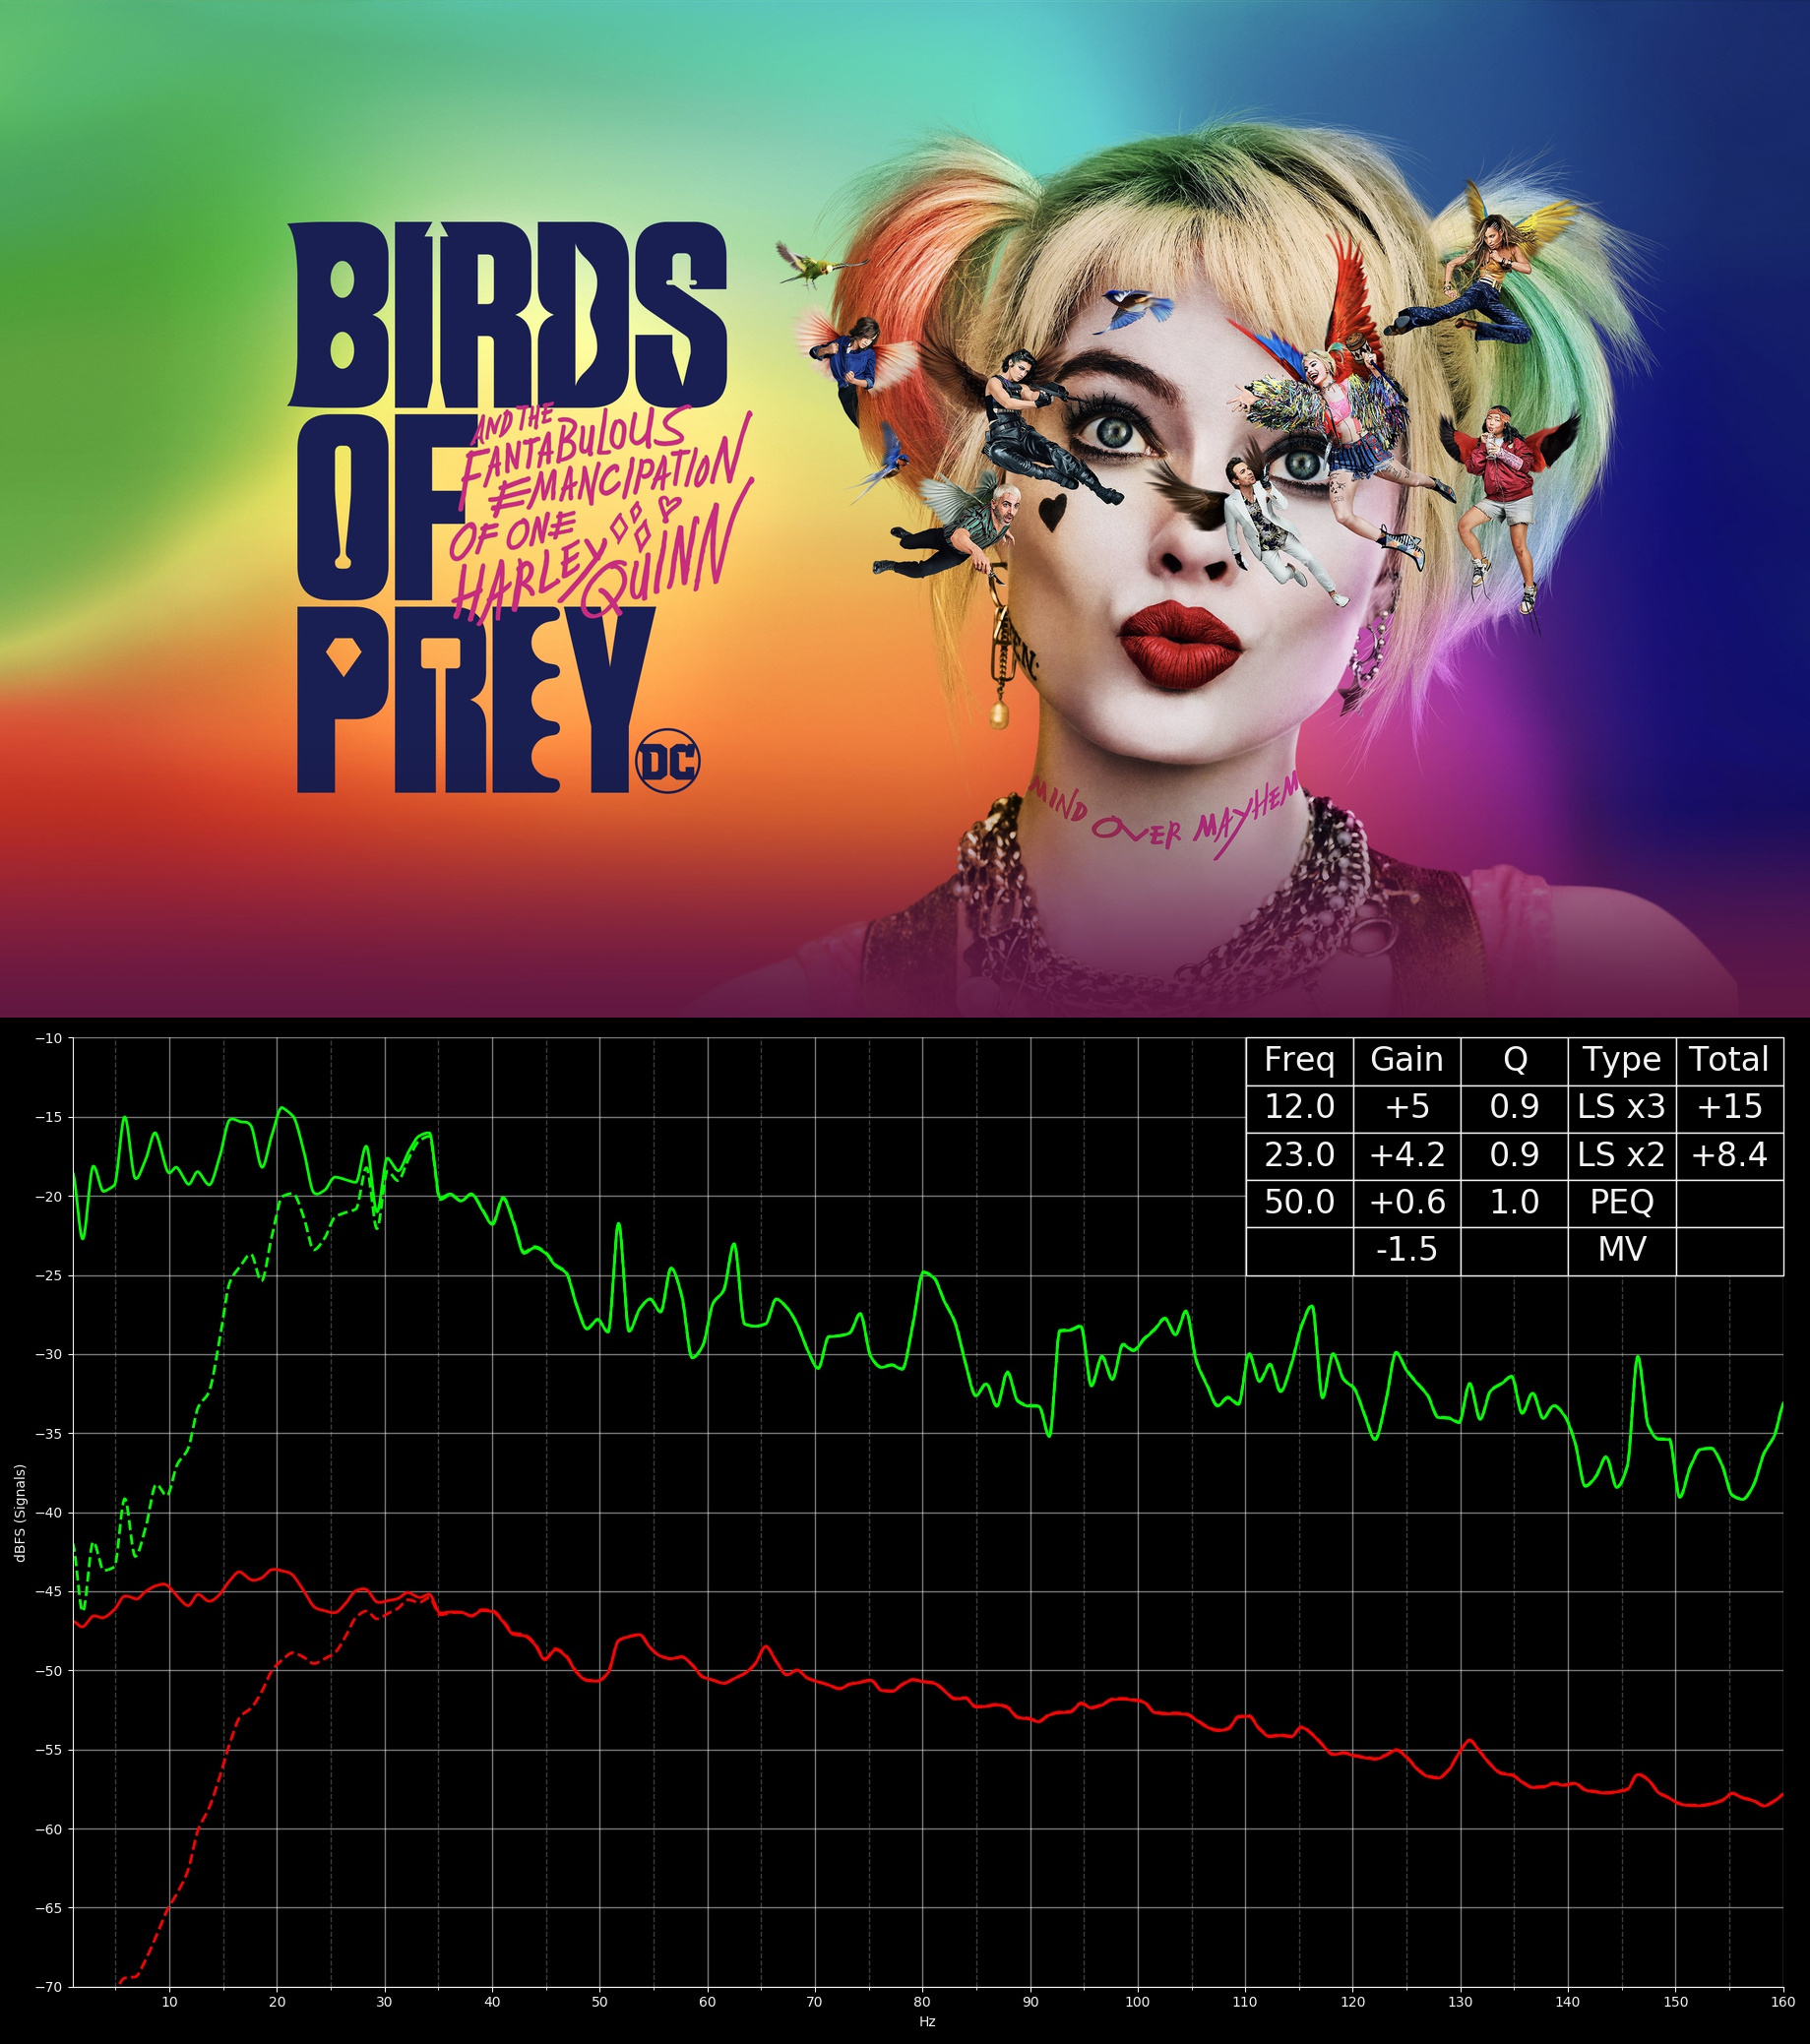 BIRDS
OF
PREY
AND THE
FANTABULOUS
EMANCIPATION
OF ONE
HARLEY QUINN
DC
MIND OVER MAYHEM
Freq Gain Q Type Total
12.0 +5 0.9 LS x3 +15
23.0 +4.2 0.9 LS x2 +8.4
50.0 +0.6 1.0 PEQ
-1.5 MV
dBFS (Signals)
−10
−15
−20
−25
−30
−35
−40
−45
−50
−55
−60
−65
−70
10 20 30 40 50 60 70 80 90 100 110 120 130 140 150 160
Hz